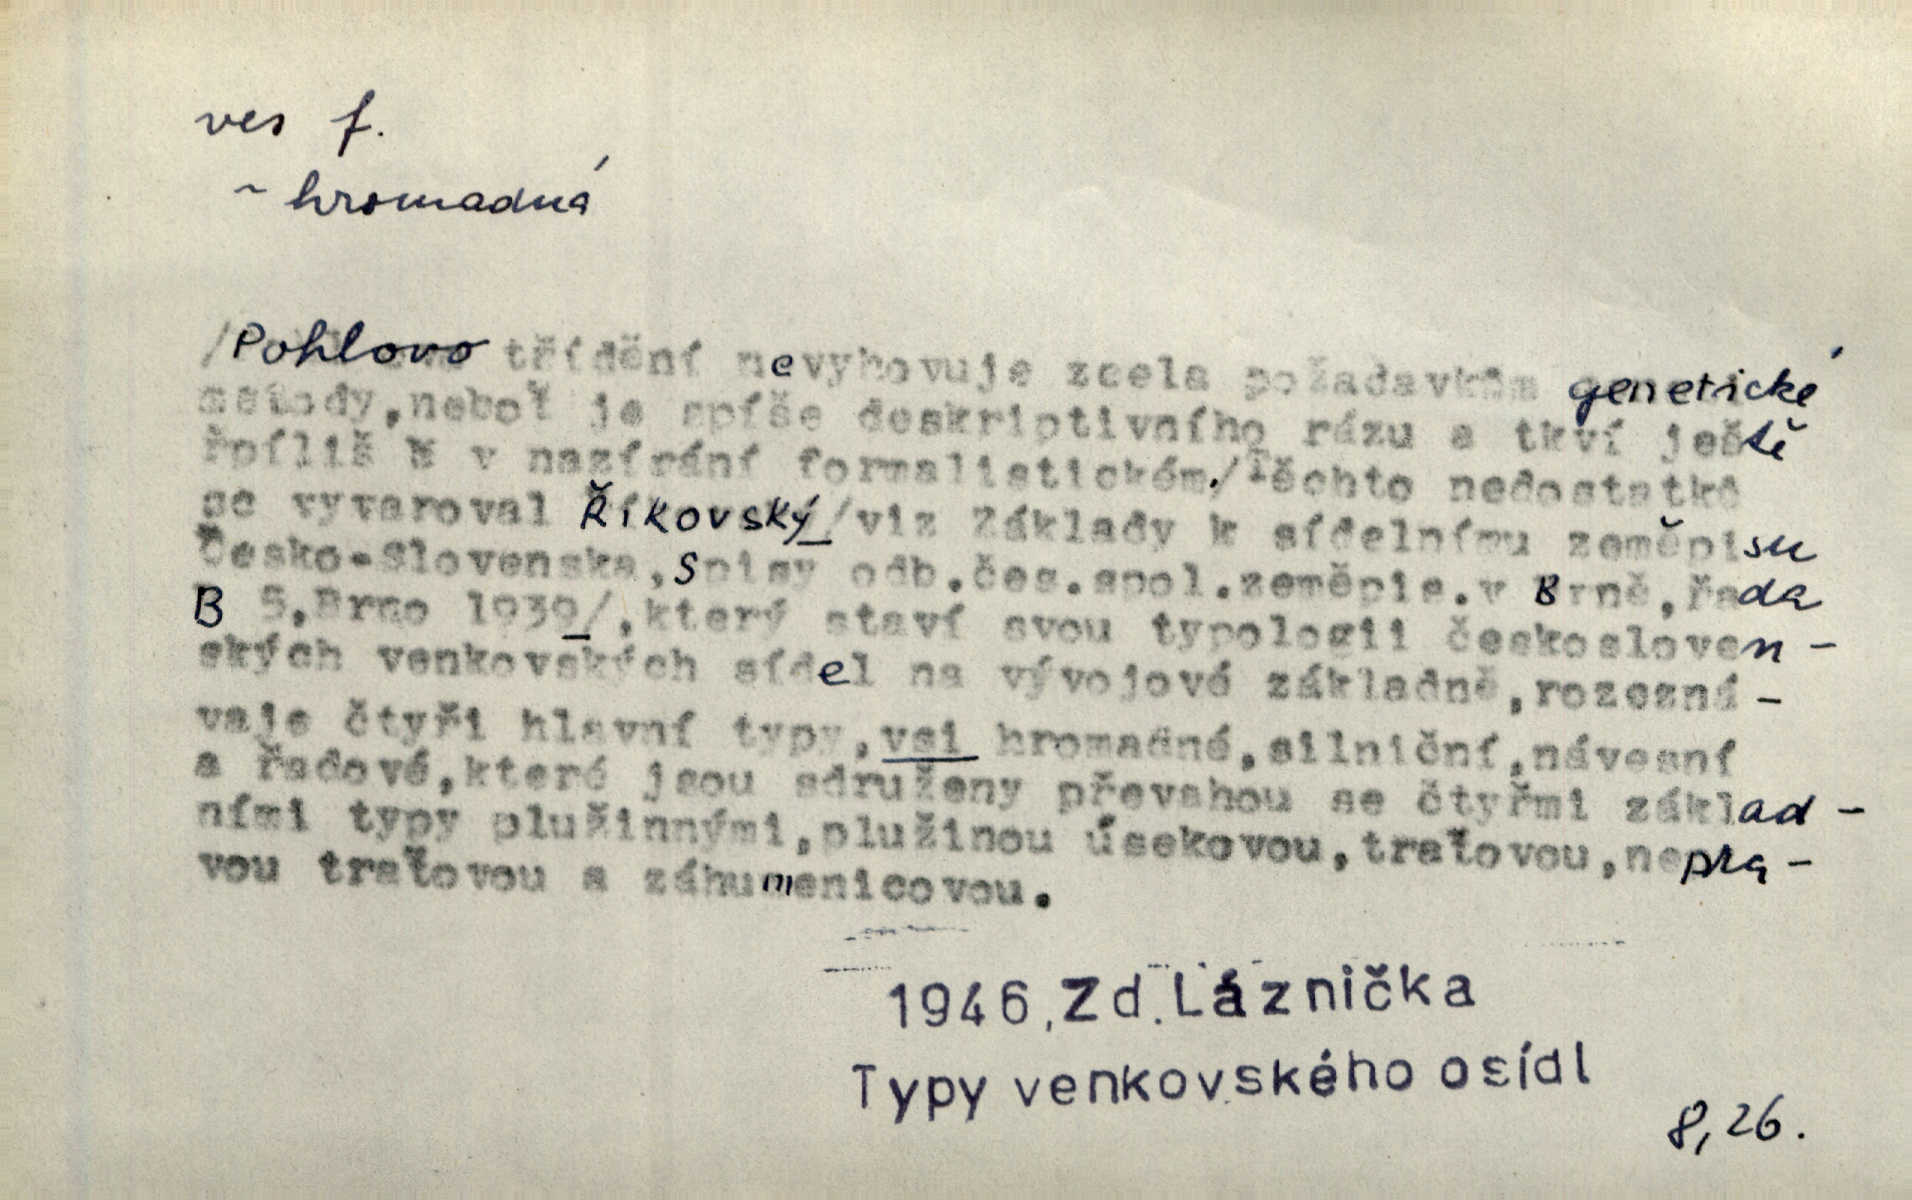 ves f.
~ hromadná
/Pohlovo třídění nevyhovuje zcela požadavkům genetické
metody,neboť je spíše deskriptivního rázu a tkví ještě
řpíliš v nazírání formalistickém./Těchto nedostatků
se vyvaroval Říkovský/viz Základy k sídelnímu zeměpisu
Česko-Slovenska,Spisy odb.čes.spol.zeměpis.v Brně,řada
B 5,Brno 1939/,který staví svou typologii českosloven-
ských venkovských sídel na vývojové základně,rozezná-
vaje čtyři hlavní typy,vsi hromadné,silniční,návesní
a řadové,které jsou sdruženy převahou se čtyřmi základ-
ními typy plužinnými,plužinou úsekovou,traťovou,nepra-
vou traťovou a záhumenicovou.
1946,Zd.Láznička
Typy venkovského osídl
8,26.